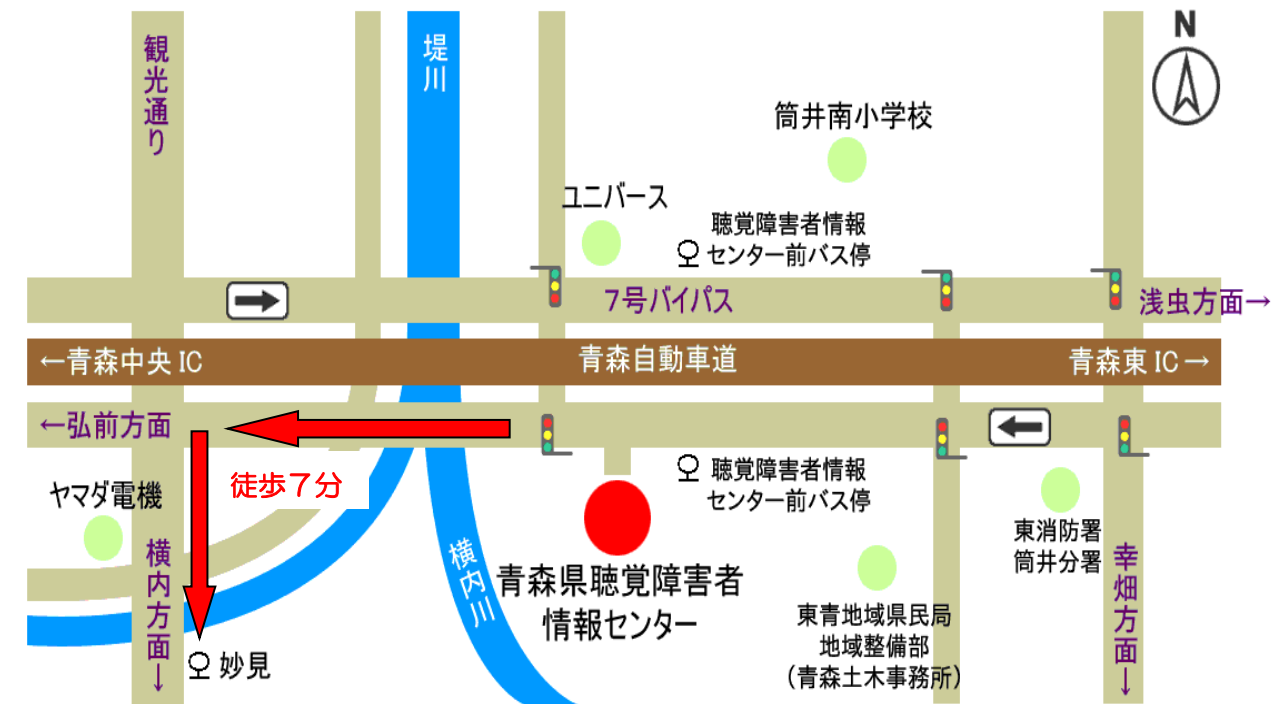 N
観光通り
堤川
筒井南小学校
ユニバース
聴覚障害者情報
センター前バス停
7号バイパス
浅虫方面→
←青森中央IC
青森自動車道
青森東IC→
←弘前方面
徒歩7分
聴覚障害者情報
センター前バス停
ヤマダ電機
横内方面→
横内川
青森県聴覚障害者
情報センター
東消防署
筒井分署
幸畑方面→
東青地域県民局
地域整備部
（青森土木事務所）
妙見